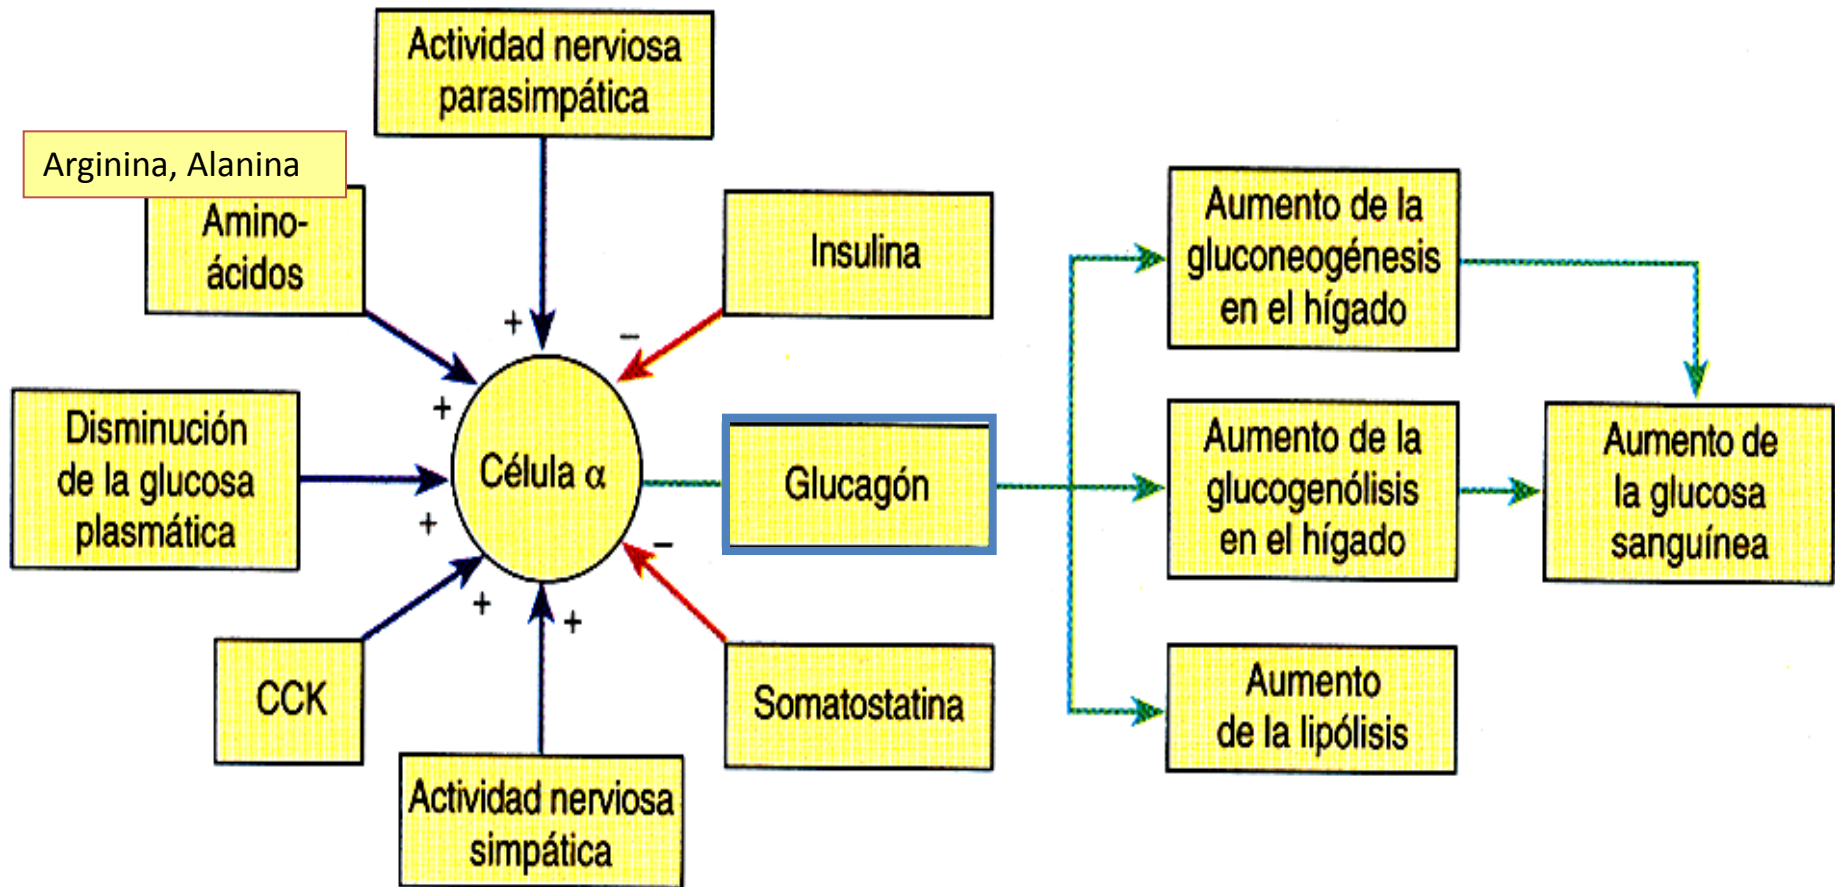 Actividad nerviosa
parasimpática
Arginina, Alanina
Amino-
ácidos
Insulina
Aumento de la
gluconeogénesis
en el hígado
+
–
+
Disminución
de la glucosa
plasmática
Célula α
Glucagón
Aumento de la
glucogenólisis
en el hígado
Aumento de
la glucosa
sanguínea
+
–
+
+
CCK
Somatostatina
Aumento
de la lipólisis
Actividad nerviosa
simpática